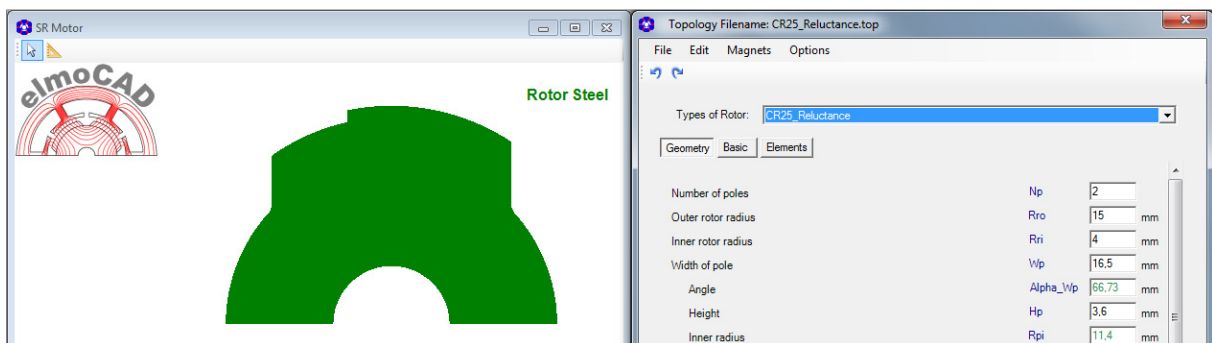 SR Motor
elmoCAD
Rotor Steel
Topology Filename: CR25_Reluctance.top
File Edit Magnets Options
Types of Rotor: CR25_Reluctance
Geometry Basic Elements
Number of poles Np 2
Outer rotor radius Rro 15 mm
Inner rotor radius Rri 4 mm
Width of pole Wp 16,5 mm
Angle Alpha_Wp 66,73 mm
Height Hp 3,6 mm
Inner radius Rpi 11,4 mm